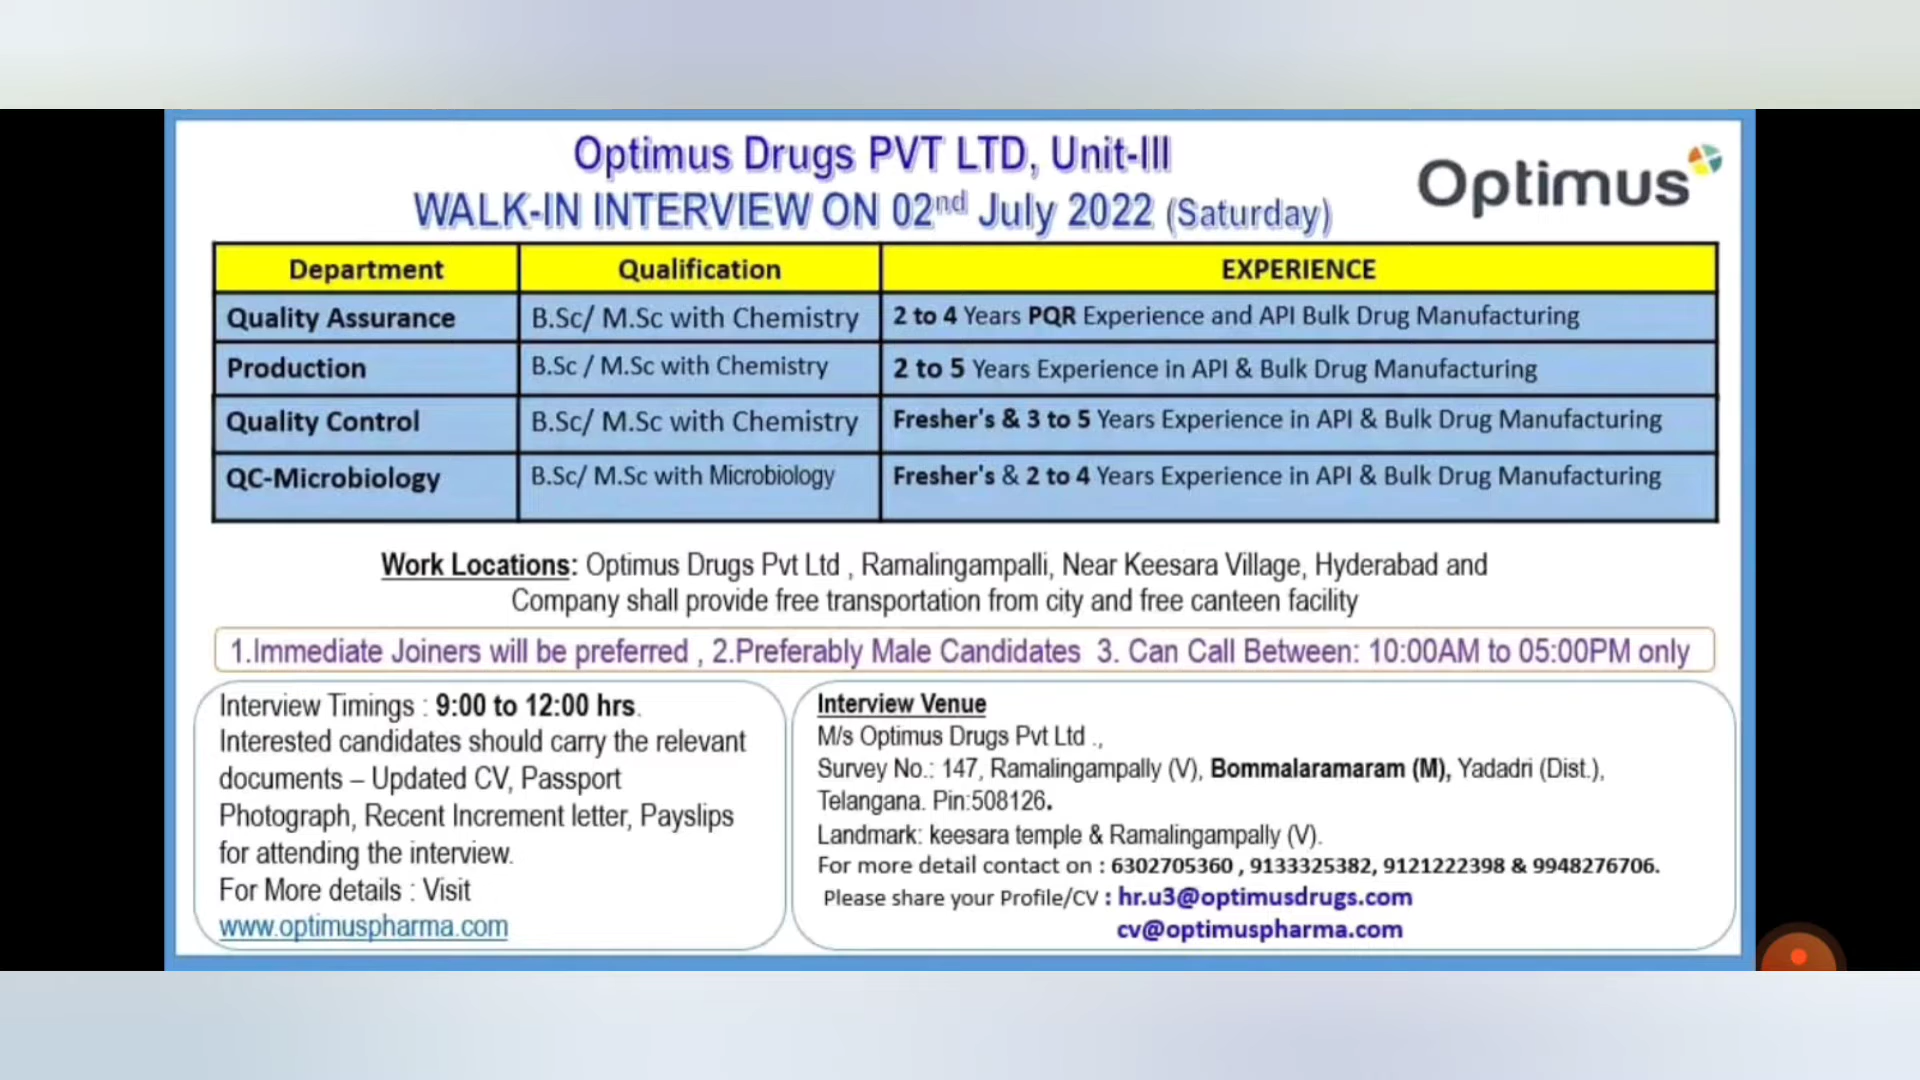 Optimus Drugs PVT LTD, Unit-III
WALK-IN INTERVIEW ON 02nd July 2022 (Saturday)
Optimus
Department Qualification EXPERIENCE
Quality Assurance B.Sc/ M.Sc with Chemistry 2 to 4 Years PQR Experience and API Bulk Drug Manufacturing
Production B.Sc / M.Sc with Chemistry 2 to 5 Years Experience in API & Bulk Drug Manufacturing
Quality Control B.Sc/ M.Sc with Chemistry Fresher's & 3 to 5 Years Experience in API & Bulk Drug Manufacturing
QC-Microbiology B.Sc/ M.Sc with Microbiology Fresher's & 2 to 4 Years Experience in API & Bulk Drug Manufacturing
Work Locations: Optimus Drugs Pvt Ltd , Ramalingampalli, Near Keesara Village, Hyderabad and
Company shall provide free transportation from city and free canteen facility
1.Immediate Joiners will be preferred , 2.Preferably Male Candidates 3. Can Call Between: 10:00AM to 05:00PM only
Interview Timings : 9:00 to 12:00 hrs.
Interested candidates should carry the relevant
documents – Updated CV, Passport
Photograph, Recent Increment letter, Payslips
for attending the interview.
For More details : Visit
www.optimuspharma.com
Interview Venue
M/s Optimus Drugs Pvt Ltd .,
Survey No.: 147, Ramalingampally (V), Bommalaramaram (M), Yadadri (Dist.),
Telangana. Pin:508126.
Landmark: keesara temple & Ramalingampally (V).
For more detail contact on : 6302705360 , 9133325382, 9121222398 & 9948276706.
Please share your Profile/CV : hr.u3@optimusdrugs.com
cv@optimuspharma.com